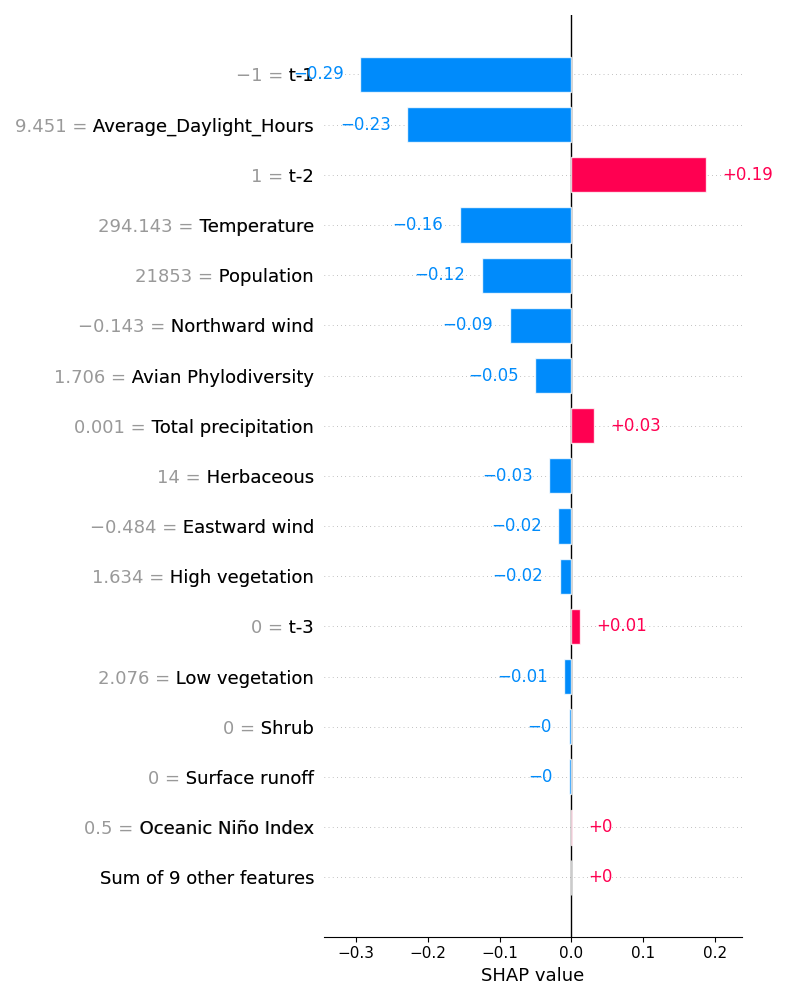 −1 = t-1 −0.29
9.451 = Average_Daylight_Hours −0.23
1 = t-2 +0.19
294.143 = Temperature −0.16
21853 = Population −0.12
−0.143 = Northward wind −0.09
1.706 = Avian Phylodiversity −0.05
0.001 = Total precipitation +0.03
14 = Herbaceous −0.03
−0.484 = Eastward wind −0.02
1.634 = High vegetation −0.02
0 = t-3 +0.01
2.076 = Low vegetation −0.01
0 = Shrub −0
0 = Surface runoff −0
0.5 = Oceanic Niño Index +0
Sum of 9 other features +0
−0.3 −0.2 −0.1 0.0 0.1 0.2
SHAP value